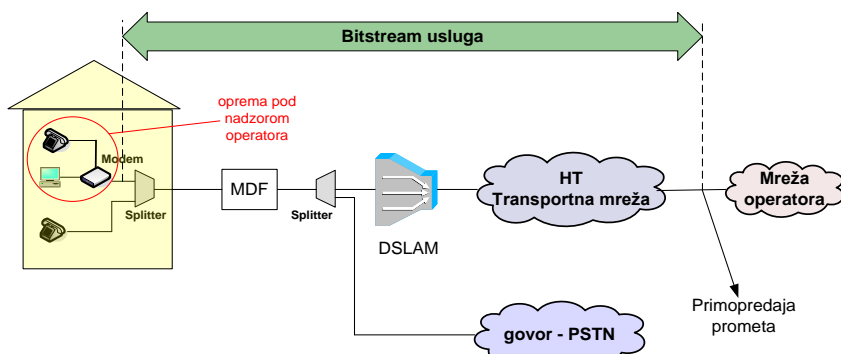 Bitstream usluga
oprema pod
nadzorom
operatora
Modem
Splitter
MDF
Splitter
DSLAM
HT
Transportna mreža
Mreža
operatora
Primopredaja
prometa
govor - PSTN